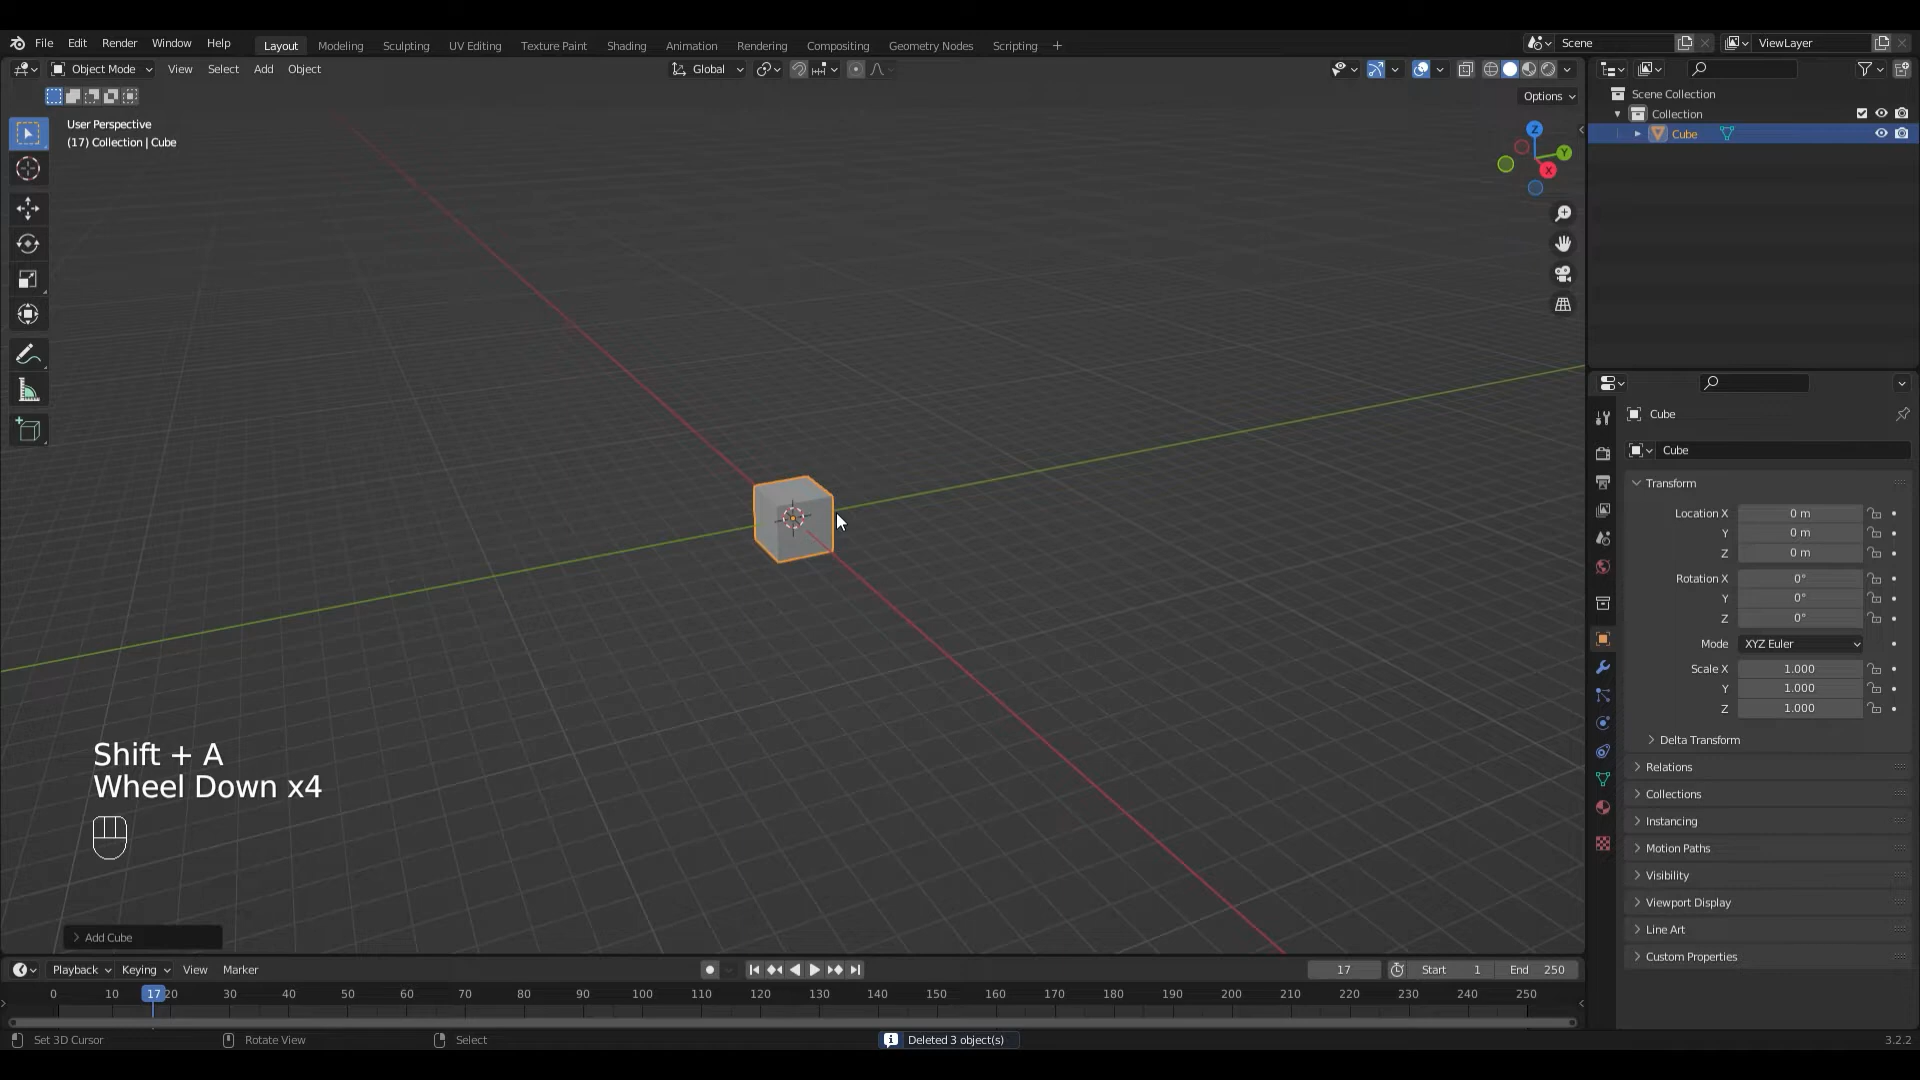 File Edit Render Window Help Layout Modeling Sculpting UV Editing Texture Paint Shading Animation Rendering Compositing Geometry Nodes Scripting + Scene ViewLayer
Object Mode View Select Add Object Global
Options
User Perspective
(17) Collection | Cube
Z
Y
X
Scene Collection
Collection
Cube
Cube
Cube
Transform
Location X 0 m
Y 0 m
Z 0 m
Rotation X 0°
Y 0°
Z 0°
Mode XYZ Euler
Scale X 1.000
Y 1.000
Z 1.000
Delta Transform
Relations
Collections
Instancing
Motion Paths
Visibility
Viewport Display
Line Art
Custom Properties
Shift + A
Wheel Down x4
Add Cube
Playback Keying View Marker 17 Start 1 End 250
0 10 17 20 30 40 50 60 70 80 90 100 110 120 130 140 150 160 170 180 190 200 210 220 230 240 250
Set 3D Cursor Rotate View Select Deleted 3 object(s) 3.2.2